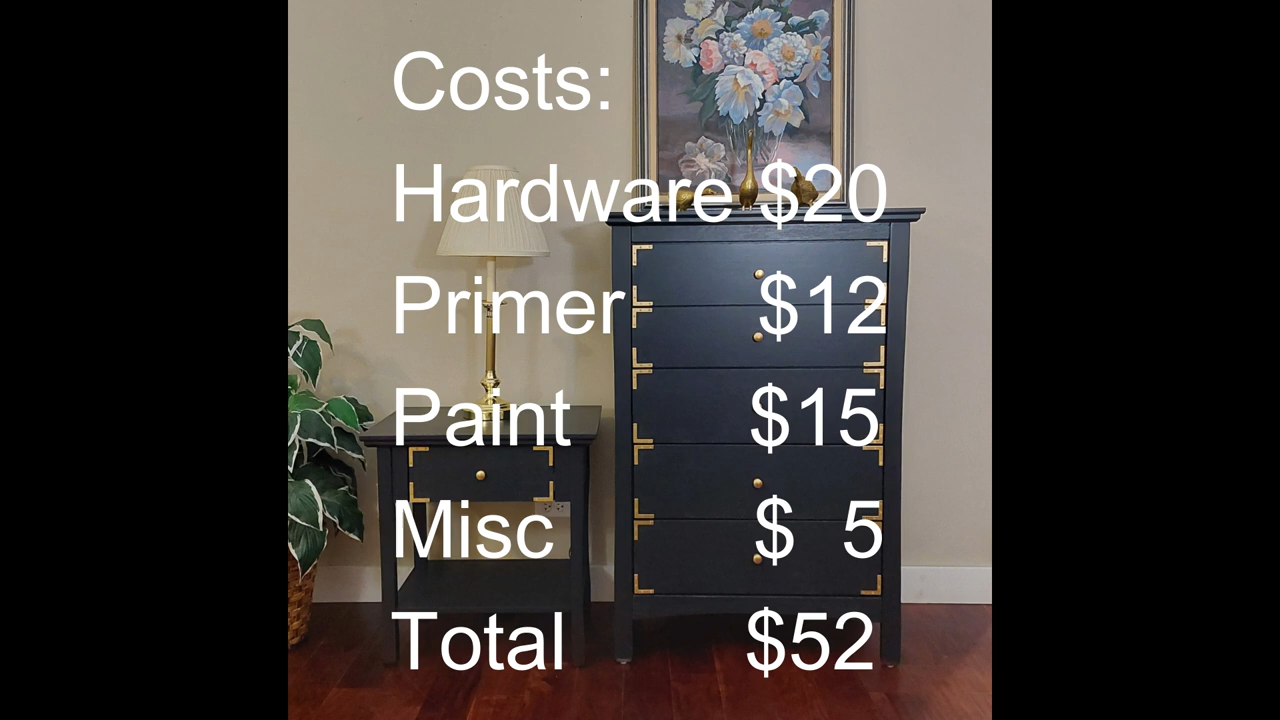 Costs:
Hardware $20
Primer $12
Paint $15
Misc $ 5
Total $52